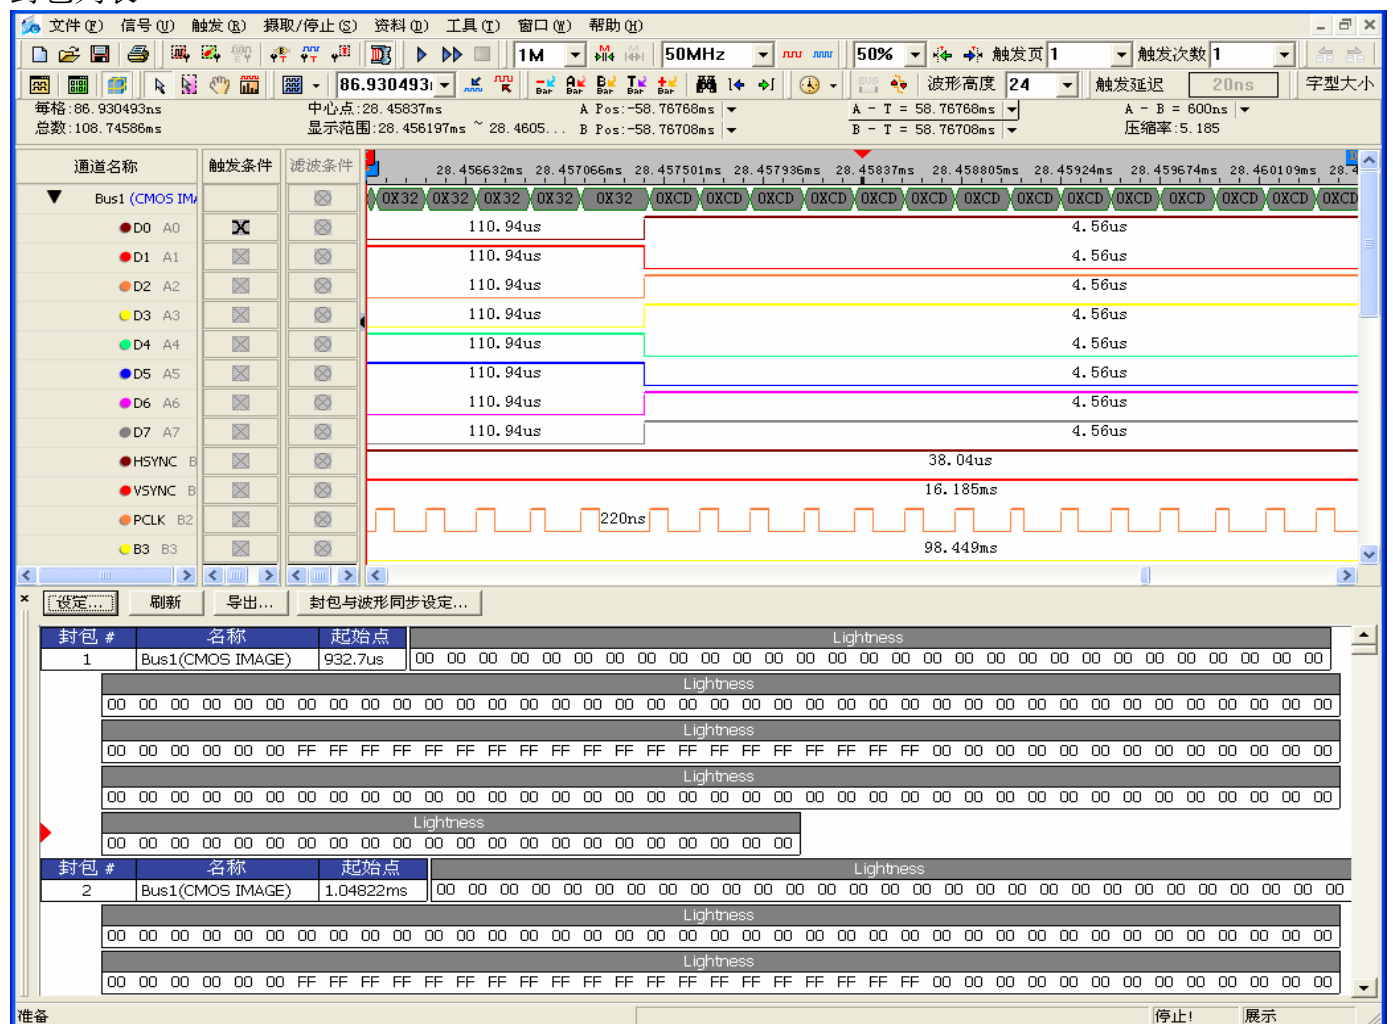 文件(F) 信号(U) 触发(R) 摄取/停止(S) 资料(D) 工具(T) 窗口(W) 帮助(H)
1M 50MHz 50% 触发页 1 触发次数 1
86.930493 波形高度 24 触发延迟 20ns 字型大小
每格:86.930493ns 中心点:28.45837ms A Pos:-58.76768ms A - T = 58.76768ms A - B = 600ns
总数:108.74586ms 显示范围:28.456197ms ~ 28.4605... B Pos:-58.76708ms B - T = 58.76708ms 压缩率:5.185
通道名称 触发条件 滤波条件 28.456632ms 28.457066ms 28.457501ms 28.457936ms 28.45837ms 28.458805ms 28.45924ms 28.459674ms 28.460109ms 28.4
Bus1 (CMOS IM 0X32 0X32 0X32 0X32 0X32 0XCD 0XCD 0XCD 0XCD 0XCD 0XCD 0XCD 0XCD 0XCD 0XCD 0XCD 0XCD 0XCD 0XCD
D0 A0 110.94us 4.56us
D1 A1 110.94us 4.56us
D2 A2 110.94us 4.56us
D3 A3 110.94us 4.56us
D4 A4 110.94us 4.56us
D5 A5 110.94us 4.56us
D6 A6 110.94us 4.56us
D7 A7 110.94us 4.56us
HSYNC B 38.04us
VSYNC B 16.185ms
PCLK B2 220ns
B3 B3 98.449ms
设定... 刷新 导出... 封包与波形同步设定...
封包 # 名称 起始点 Lightness
1 Bus1(CMOS IMAGE) 932.7us 00 00 00 00 00 00 00 00 00 00 00 00 00 00 00 00 00 00 00 00 00 00 00 00 00 00 00 00 00
Lightness
00 00 00 00 00 00 00 00 00 00 00 00 00 00 00 00 00 00 00 00 00 00 00 00 00 00 00 00 00 00 00 00 00 00 00 00 00 00 00
Lightness
00 00 00 00 00 00 FF FF FF FF FF FF FF FF FF FF FF FF FF FF FF FF FF FF FF FF 00 00 00 00 00 00 00 00 00 00 00 00 00
Lightness
00 00 00 00 00 00 00 00 00 00 00 00 00 00 00 00 00 00 00 00 00 00 00 00 00 00 00 00 00 00 00 00 00 00 00 00 00 00 00
Lightness
00 00 00 00 00 00 00 00 00 00 00 00 00 00 00 00 00 00 00 00 00 00
封包 # 名称 起始点 Lightness
2 Bus1(CMOS IMAGE) 1.04822ms 00 00 00 00 00 00 00 00 00 00 00 00 00 00 00 00 00 00 00 00 00 00 00 00 00 00 00 00 00
Lightness
00 00 00 00 00 00 00 00 00 00 00 00 00 00 00 00 00 00 00 00 00 00 00 00 00 00 00 00 00 00 00 00 00 00 00 00 00 00 00
Lightness
00 00 00 00 00 00 FF FF FF FF FF FF FF FF FF FF FF FF FF FF FF FF FF FF FF FF 00 00 00 00 00 00 00 00 00 00 00 00 00
准备 停止! 展示